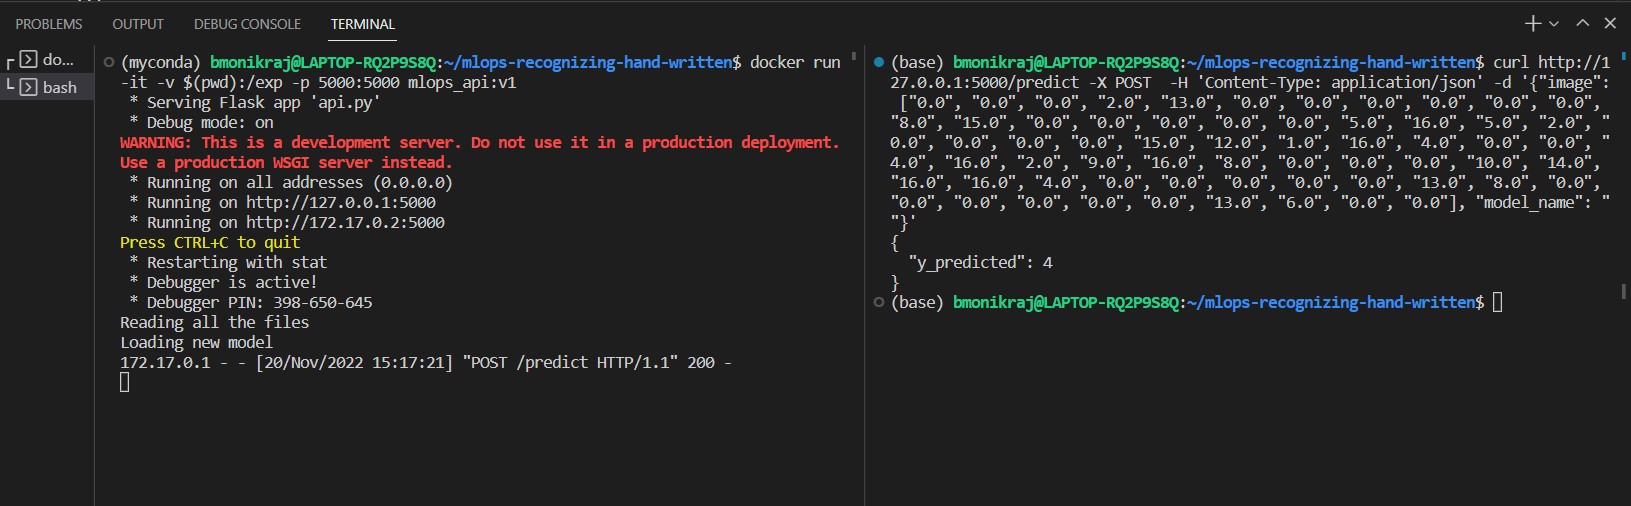 PROBLEMS OUTPUT DEBUG CONSOLE TERMINAL
do...
bash
(myconda) bmonikraj@LAPTOP-RQ2P9S8Q:~/mlops-recognizing-hand-written$ docker run
-it -v $(pwd):/exp -p 5000:5000 mlops_api:v1
* Serving Flask app 'api.py'
* Debug mode: on
WARNING: This is a development server. Do not use it in a production deployment.
Use a production WSGI server instead.
* Running on all addresses (0.0.0.0)
* Running on http://127.0.0.1:5000
* Running on http://172.17.0.2:5000
Press CTRL+C to quit
* Restarting with stat
* Debugger is active!
* Debugger PIN: 398-650-645
Reading all the files
Loading new model
172.17.0.1 - - [20/Nov/2022 15:17:21] "POST /predict HTTP/1.1" 200 -
(base) bmonikraj@LAPTOP-RQ2P9S8Q:~/mlops-recognizing-hand-written$ curl http://1
27.0.0.1:5000/predict -X POST  -H 'Content-Type: application/json' -d '{"image":
["0.0", "0.0", "0.0", "2.0", "13.0", "0.0", "0.0", "0.0", "0.0", "0.0", "0.0",
"8.0", "15.0", "0.0", "0.0", "0.0", "0.0", "0.0", "5.0", "16.0", "5.0", "2.0", "
0.0", "0.0", "0.0", "0.0", "15.0", "12.0", "1.0", "16.0", "4.0", "0.0", "0.0", "
4.0", "16.0", "2.0", "9.0", "16.0", "8.0", "0.0", "0.0", "0.0", "10.0", "14.0",
"16.0", "16.0", "4.0", "0.0", "0.0", "0.0", "0.0", "0.0", "13.0", "8.0", "0.0",
"0.0", "0.0", "0.0", "0.0", "0.0", "13.0", "6.0", "0.0", "0.0"], "model_name": "
"}'
{
"y_predicted": 4
}
(base) bmonikraj@LAPTOP-RQ2P9S8Q:~/mlops-recognizing-hand-written$